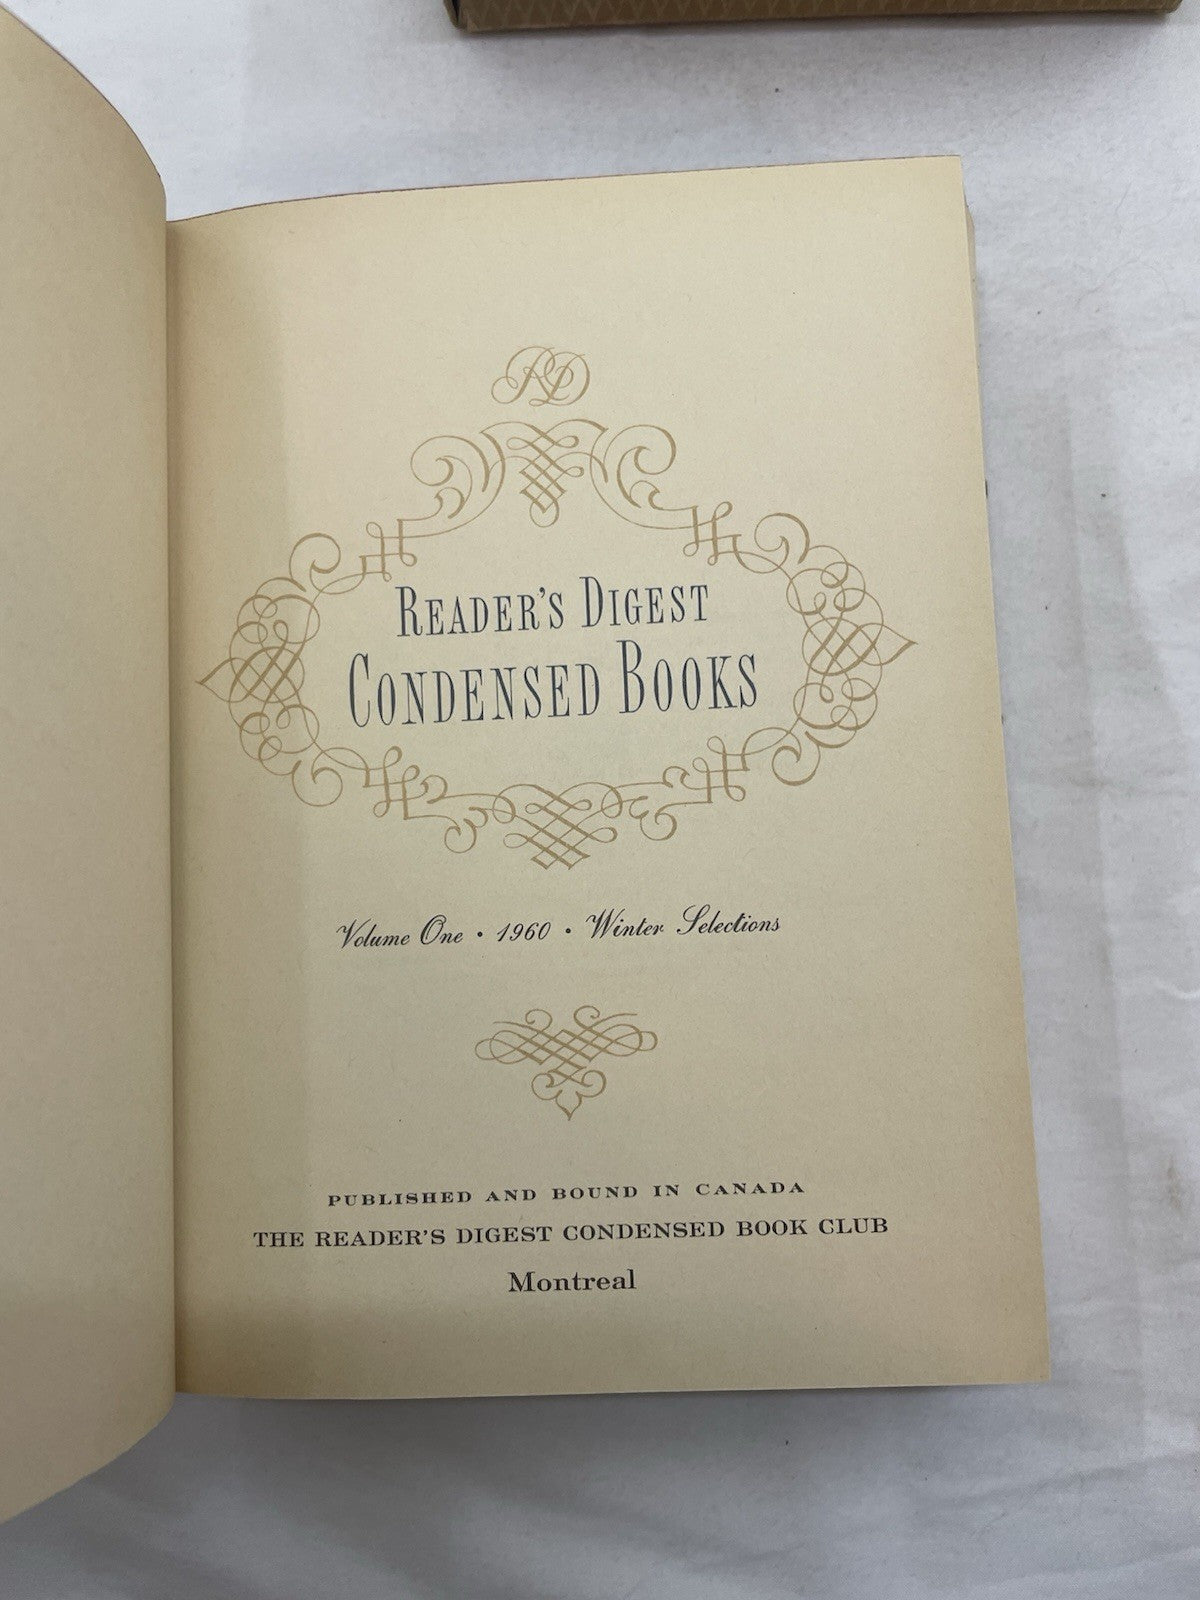 RD
READER'S DIGEST
CONDENSED BOOKS
Volume One • 1960 • Winter Selections
PUBLISHED AND BOUND IN CANADA
THE READER'S DIGEST CONDENSED BOOK CLUB
Montreal